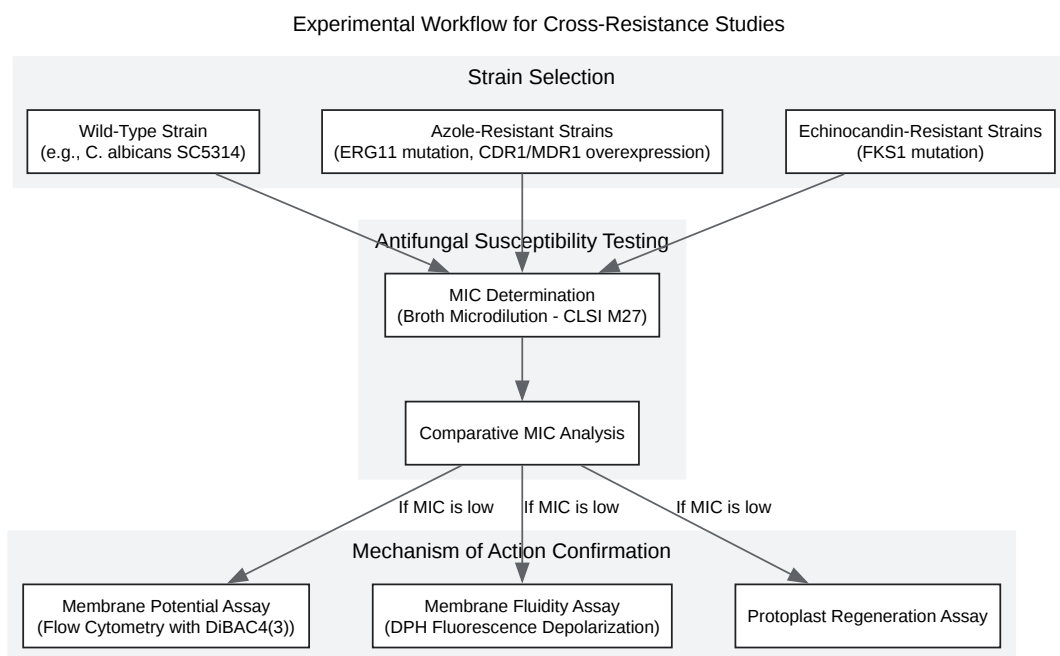 Experimental Workflow for Cross-Resistance Studies
Strain Selection
Wild-Type Strain
(e.g., C. albicans SC5314)
Azole-Resistant Strains
(ERG11 mutation, CDR1/MDR1 overexpression)
Echinocandin-Resistant Strains
(FKS1 mutation)
Antifungal Susceptibility Testing
MIC Determination
(Broth Microdilution - CLSI M27)
Comparative MIC Analysis
If MIC is low
If MIC is low
If MIC is low
Mechanism of Action Confirmation
Membrane Potential Assay
(Flow Cytometry with DiBAC4(3))
Membrane Fluidity Assay
(DPH Fluorescence Depolarization)
Protoplast Regeneration Assay